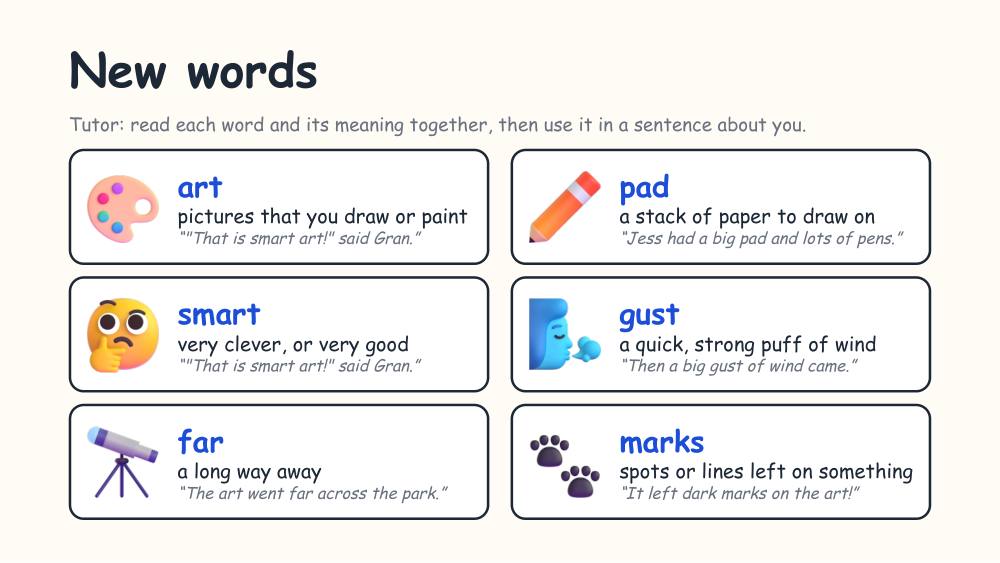 New words
Tutor: read each word and its meaning together, then use it in a sentence about you.
art
pictures that you draw or paint
“"That is smart art!" said Gran.”
pad
a stack of paper to draw on
“Jess had a big pad and lots of pens.”
smart
very clever, or very good
“"That is smart art!" said Gran.”
gust
a quick, strong puff of wind
“Then a big gust of wind came.”
far
a long way away
“The art went far across the park.”
marks
spots or lines left on something
“It left dark marks on the art!”